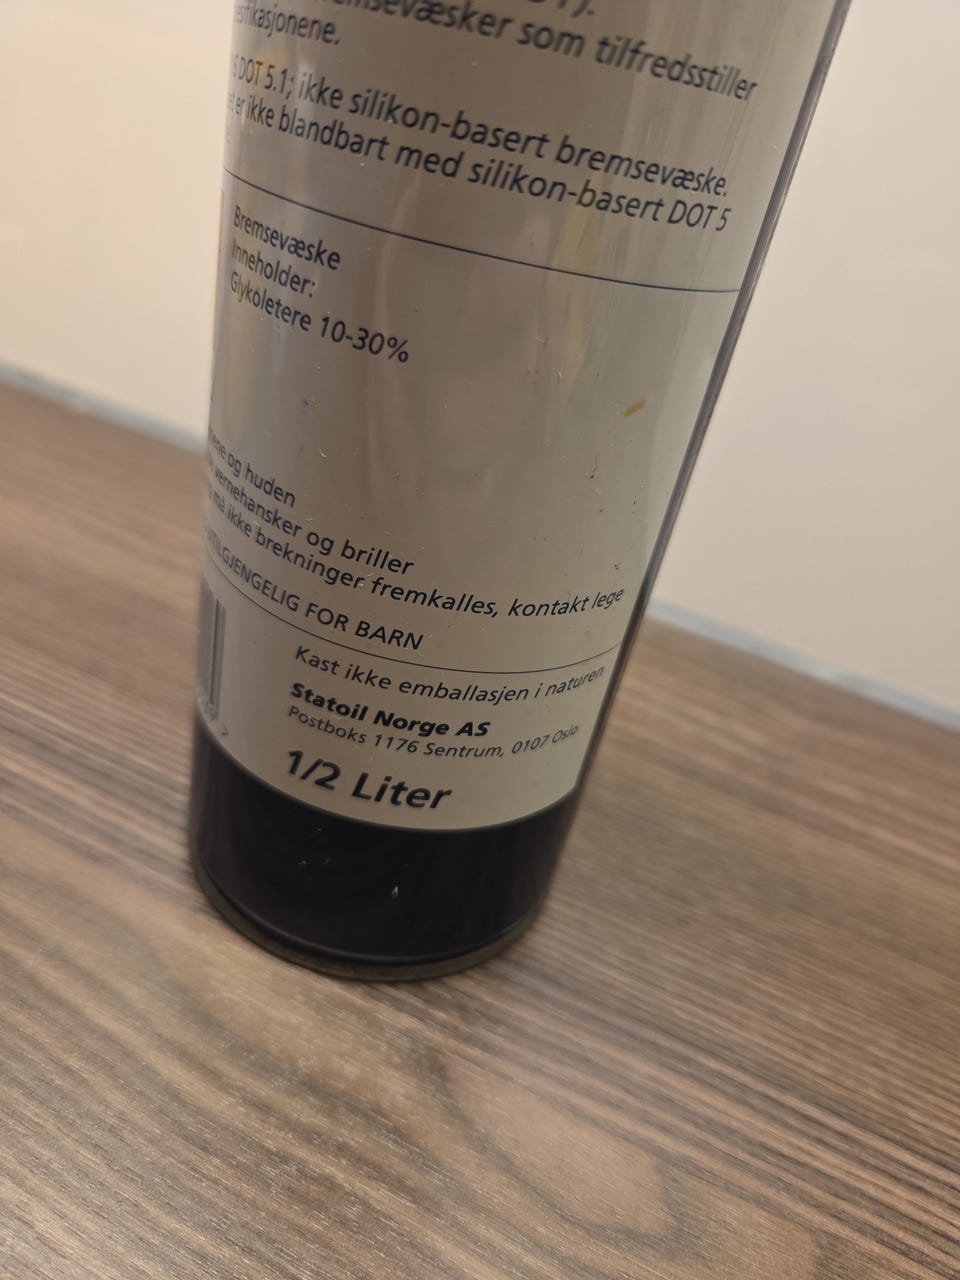 bremsevæsker som tilfredsstiller
DOT 5.1; ikke silikon-basert bremsevæske.
er ikke blandbart med silikon-basert DOT 5
Bremsevæske
Inneholder:
Glykoletere 10-30%
og huden
vernehansker og briller
må ikke brekninger fremkalles, kontakt lege
UTILGJENGELIG FOR BARN
Kast ikke emballasjen i naturen
Statoil Norge AS
Postboks 1176 Sentrum, 0107 Oslo
1/2 Liter